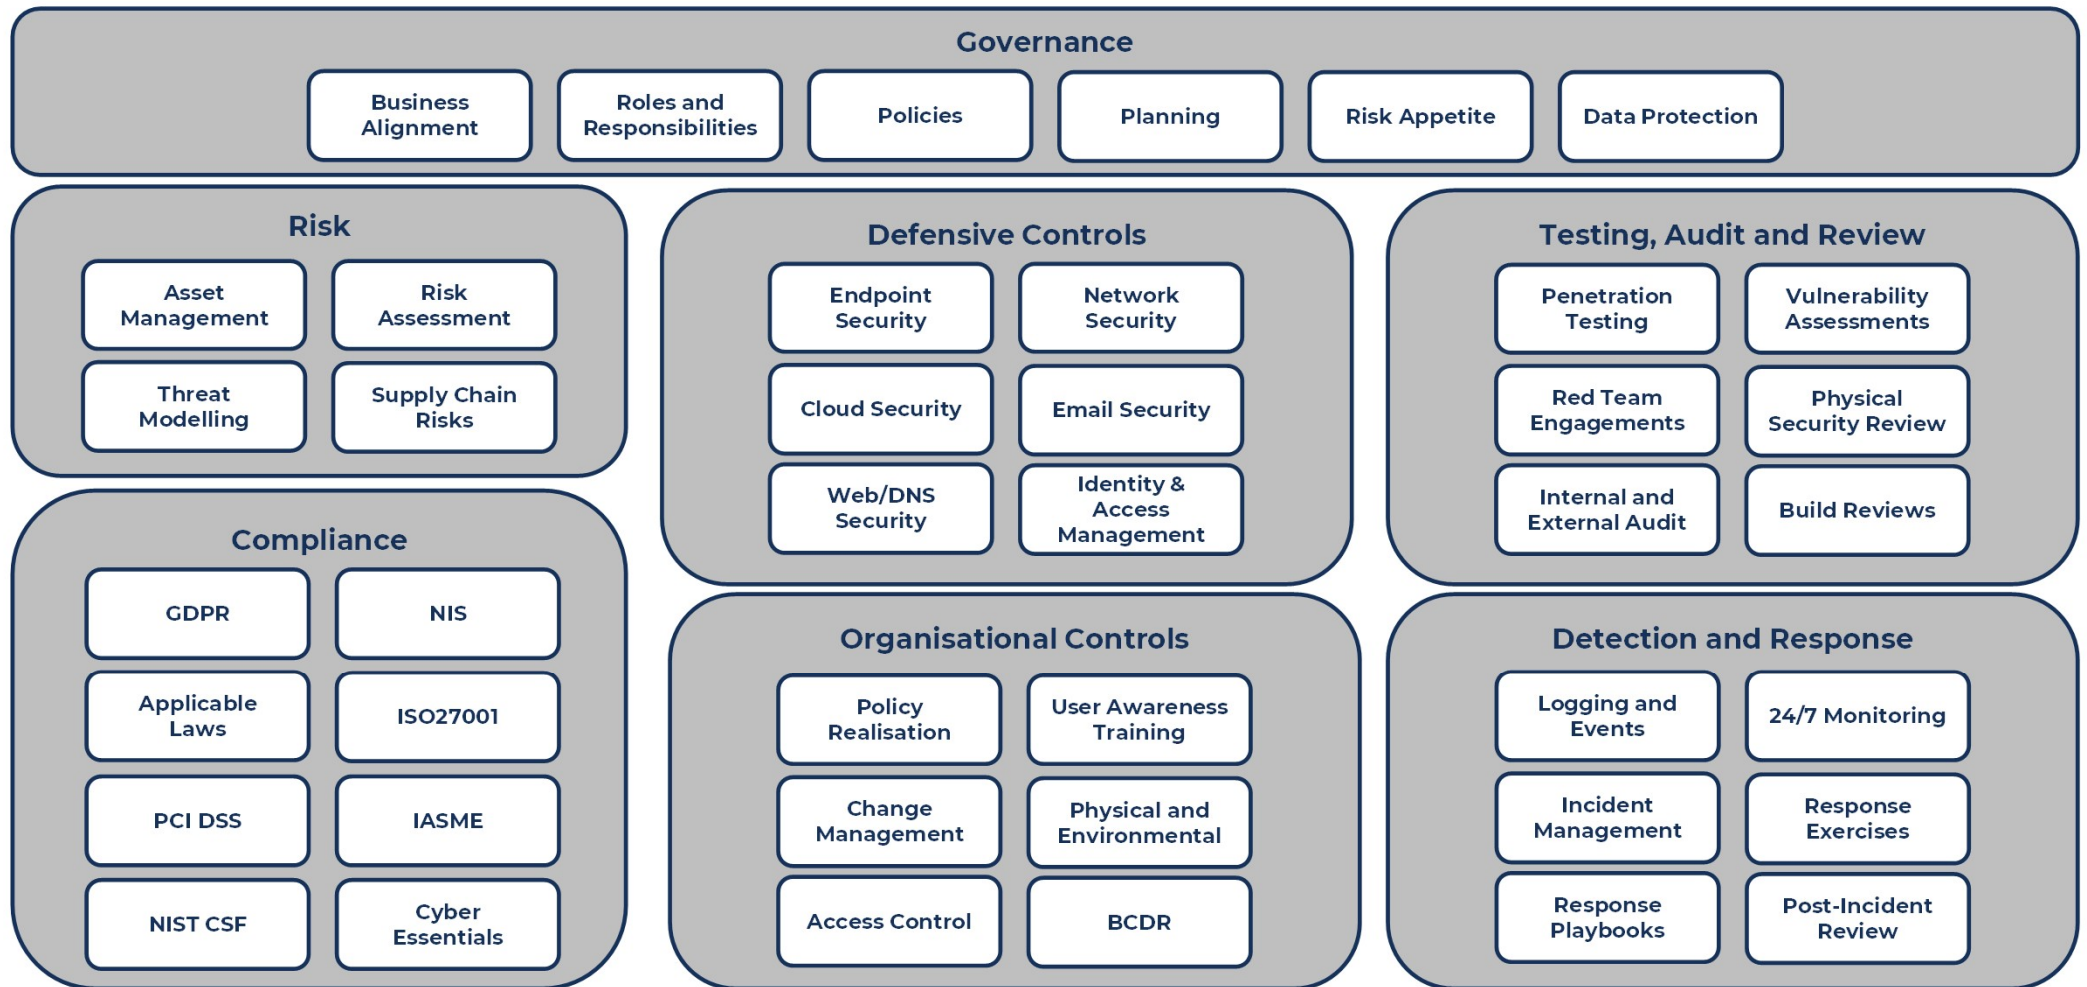 Governance
Business
Alignment
Roles and
Responsibilities
Policies
Planning
Risk Appetite
Data Protection
Risk
Asset
Management
Risk
Assessment
Threat
Modelling
Supply Chain
Risks
Compliance
GDPR
NIS
Applicable
Laws
ISO27001
PCI DSS
IASME
NIST CSF
Cyber
Essentials
Defensive Controls
Endpoint
Security
Network
Security
Cloud Security
Email Security
Web/DNS
Security
Identity &
Access
Management
Organisational Controls
Policy
Realisation
User Awareness
Training
Change
Management
Physical and
Environmental
Access Control
BCDR
Testing, Audit and Review
Penetration
Testing
Vulnerability
Assessments
Red Team
Engagements
Physical
Security Review
Internal and
External Audit
Build Reviews
Detection and Response
Logging and
Events
24/7 Monitoring
Incident
Management
Response
Exercises
Response
Playbooks
Post-Incident
Review